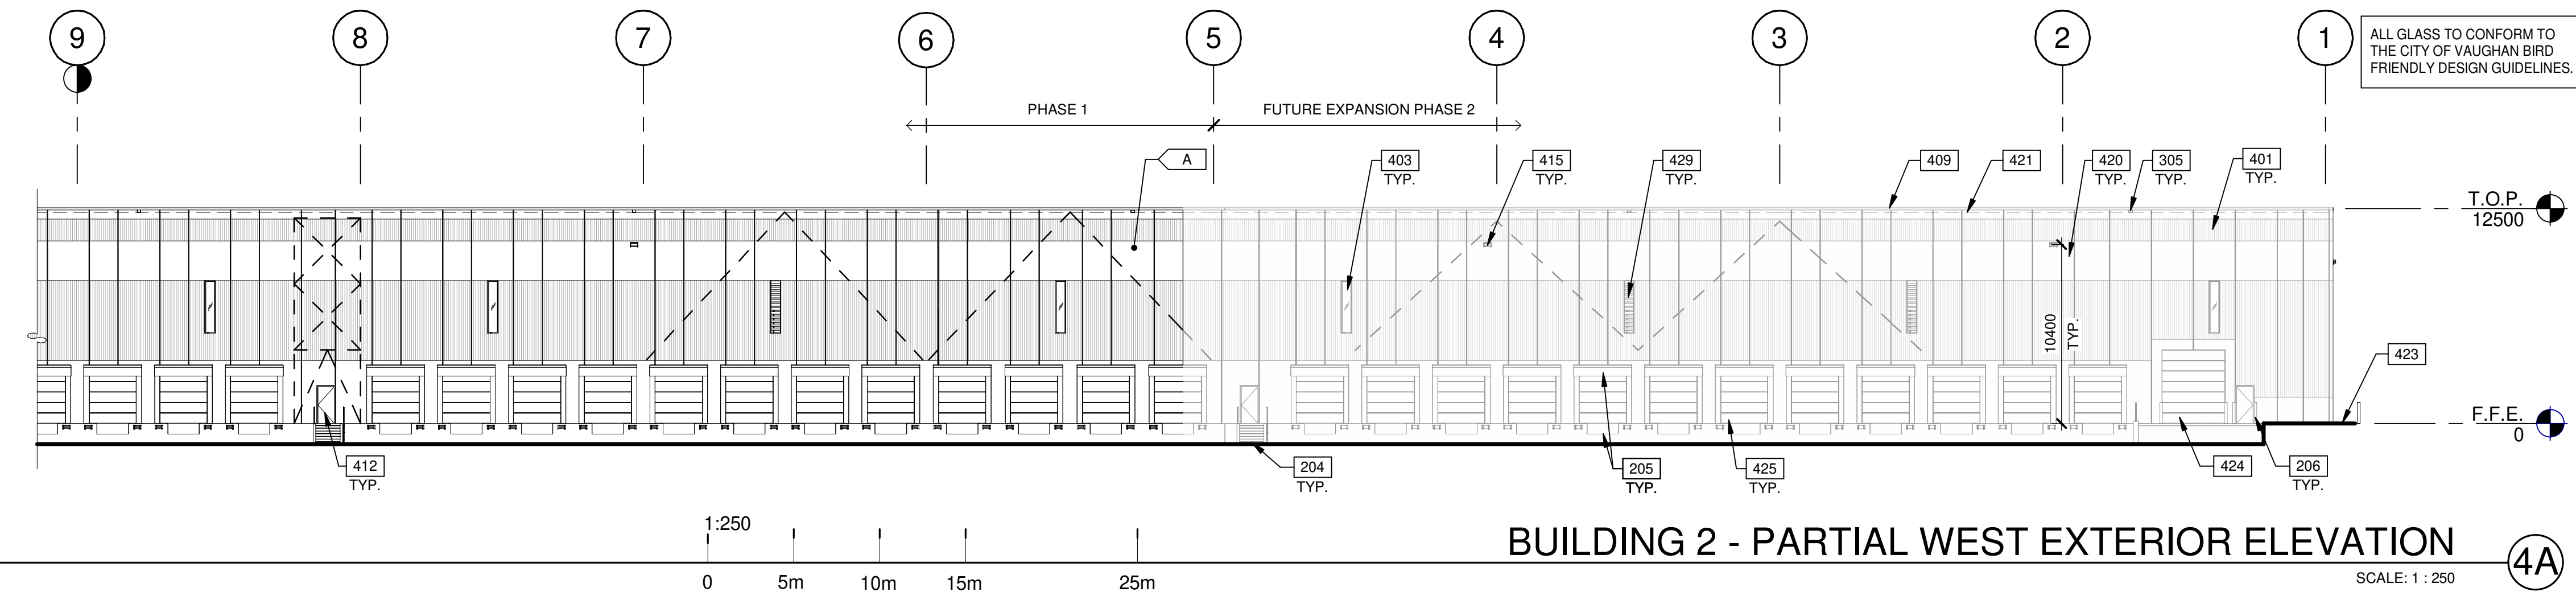 9
8
7
6
5
4
3
2
1
ALL GLASS TO CONFORM TO
THE CITY OF VAUGHAN BIRD
FRIENDLY DESIGN GUIDELINES.
PHASE 1
FUTURE EXPANSION PHASE 2
A
403
TYP.
415
TYP.
429
TYP.
409
421
420
TYP.
305
TYP.
401
TYP.
T.O.P.
12500
10400
TYP.
423
F.F.E.
0
412
TYP.
204
TYP.
205
TYP.
425
TYP.
424
206
TYP.
1:250
0
5m
10m
15m
25m
BUILDING 2 - PARTIAL WEST EXTERIOR ELEVATION
4A
SCALE: 1 : 250